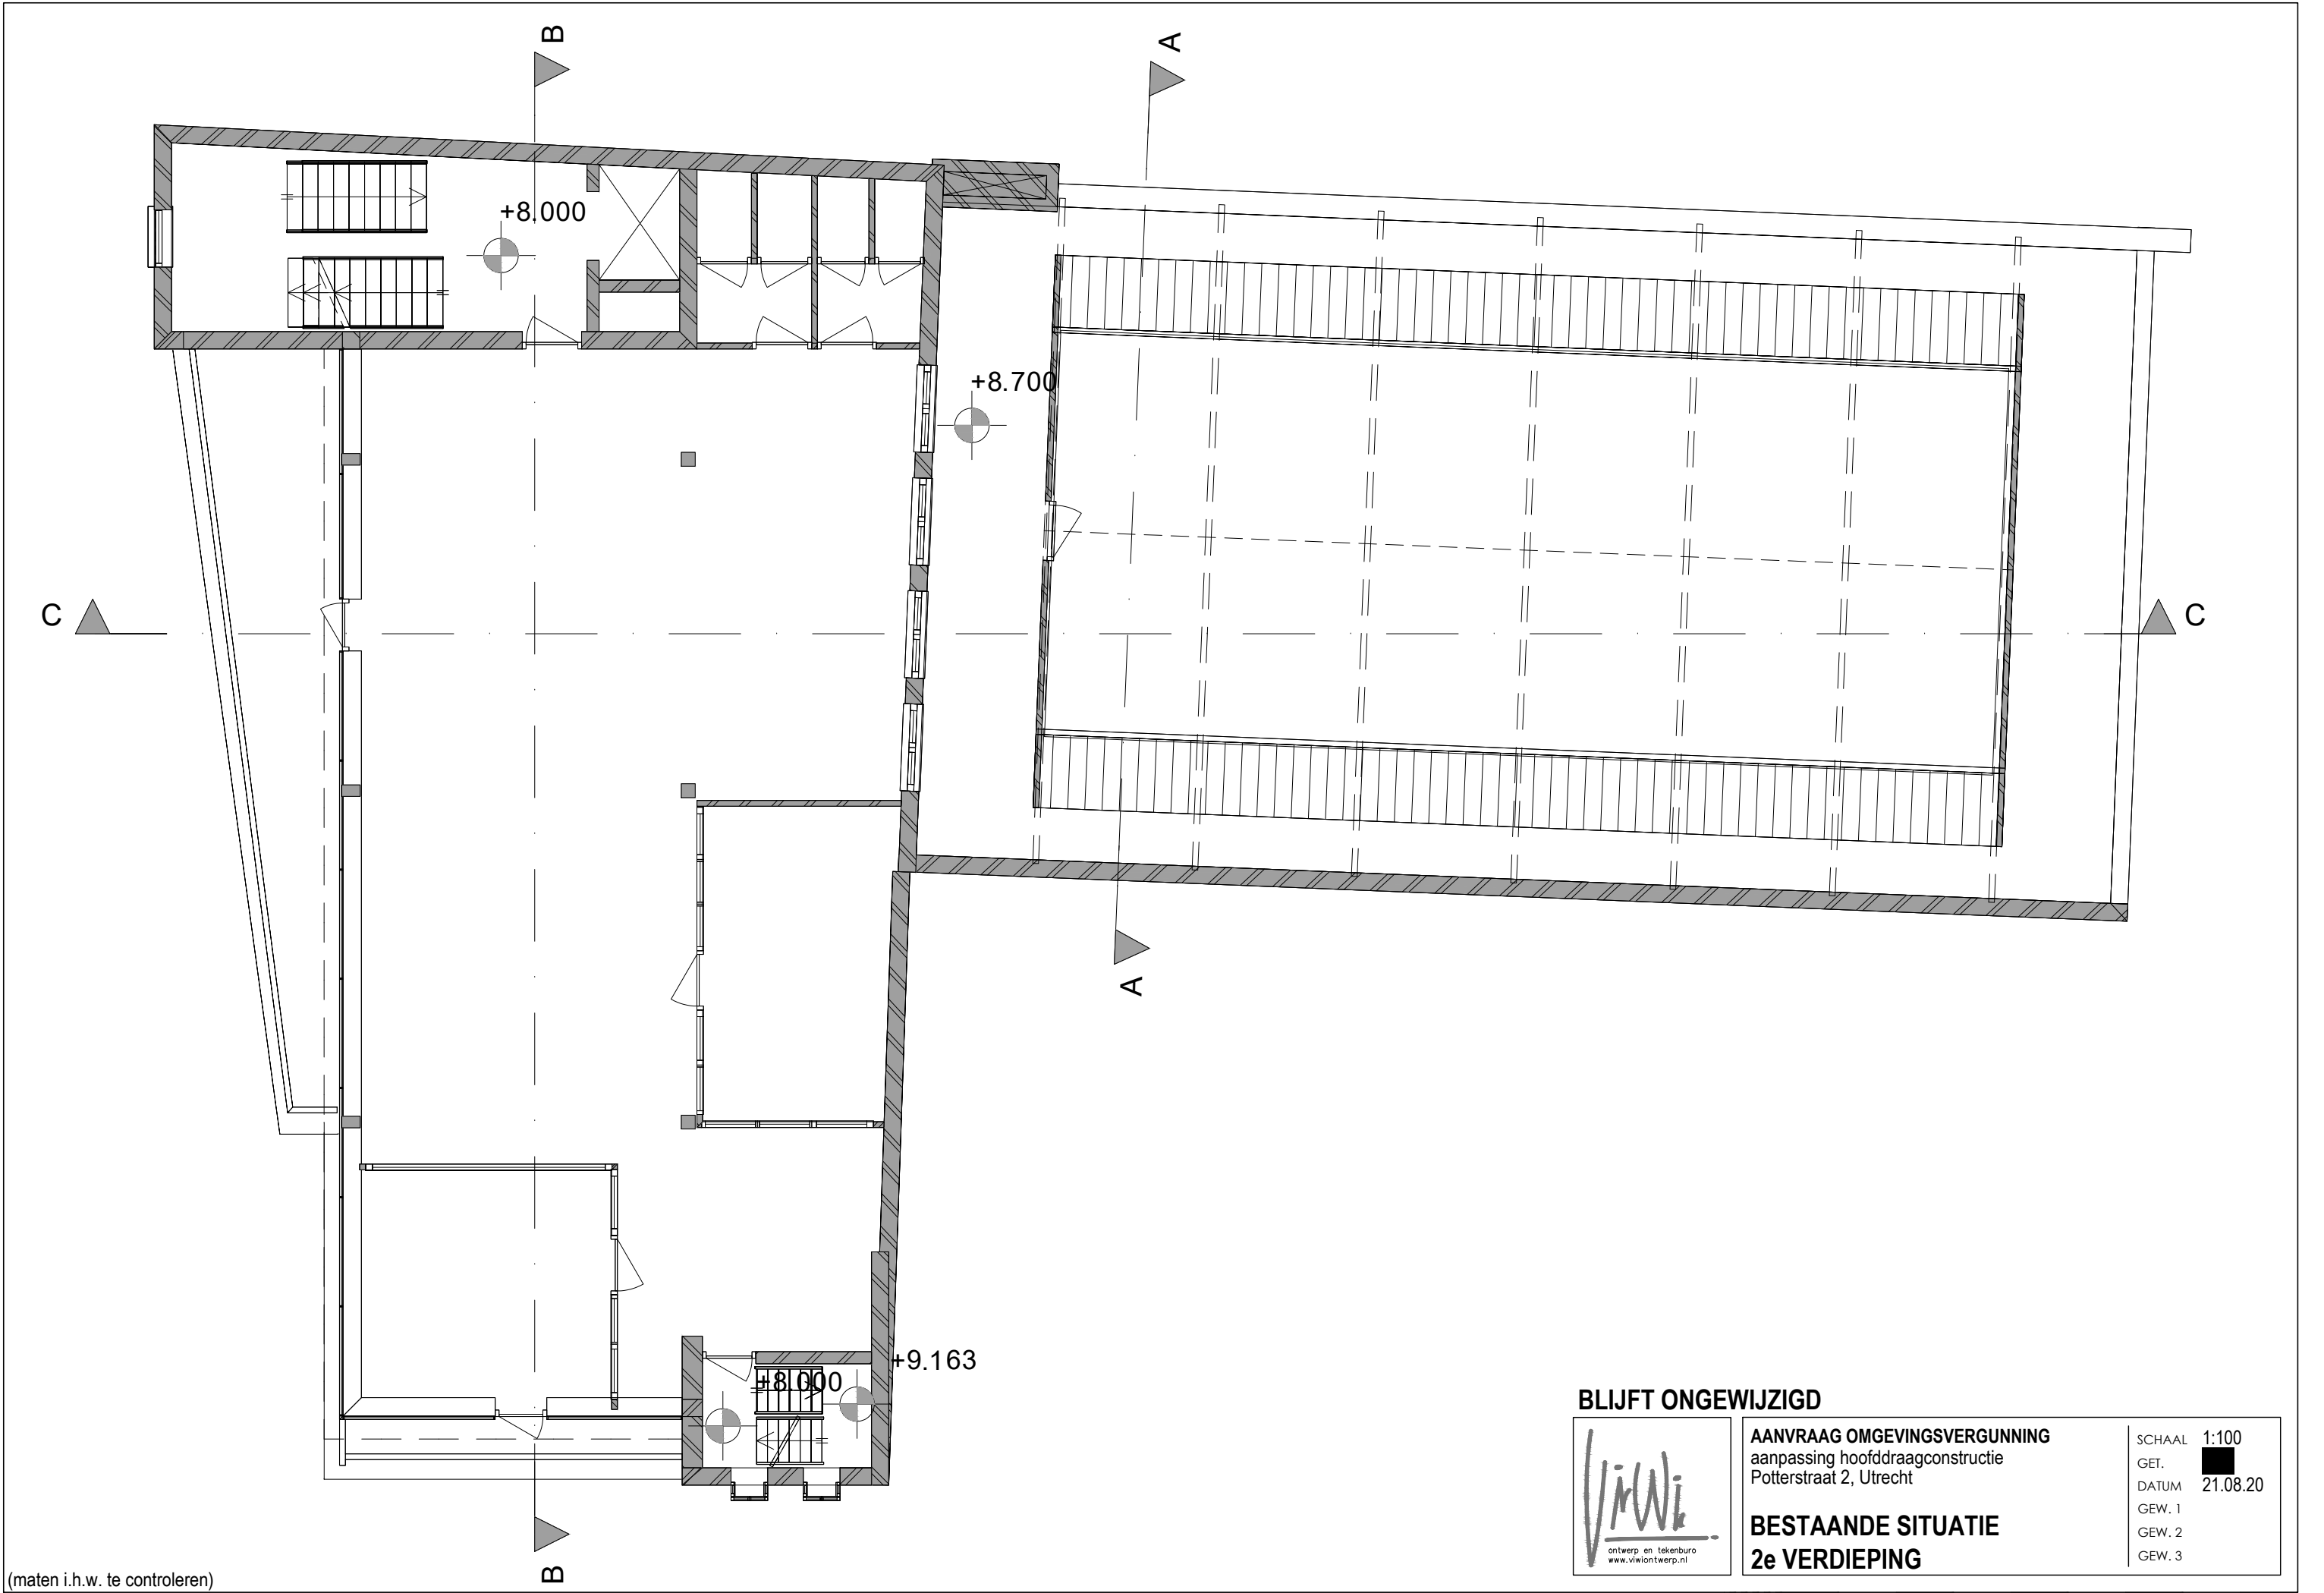 B
A
+8.000
+8.700
C
C
A
+9.163
+8.000
B
(maten i.h.w. te controleren)
BLIJFT ONGEWIJZIGD
ViWi
ontwerp en tekenburo
www.viwiontwerp.nl
AANVRAAG OMGEVINGSVERGUNNING
aanpassing hoofddraagconstructie
Potterstraat 2, Utrecht
BESTAANDE SITUATIE
2e VERDIEPING
SCHAAL 1:100
GET.
DATUM 21.08.20
GEW. 1
GEW. 2
GEW. 3